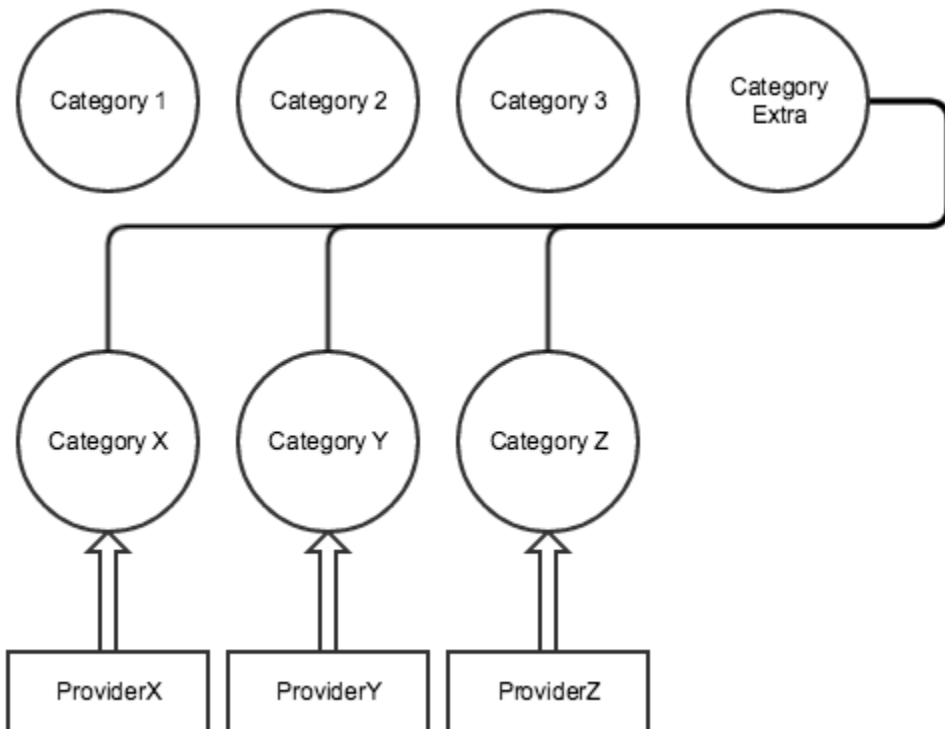 Category 1
Category 2
Category 3
Category
Extra
Category X
Category Y
Category Z
ProviderX
ProviderY
ProviderZ